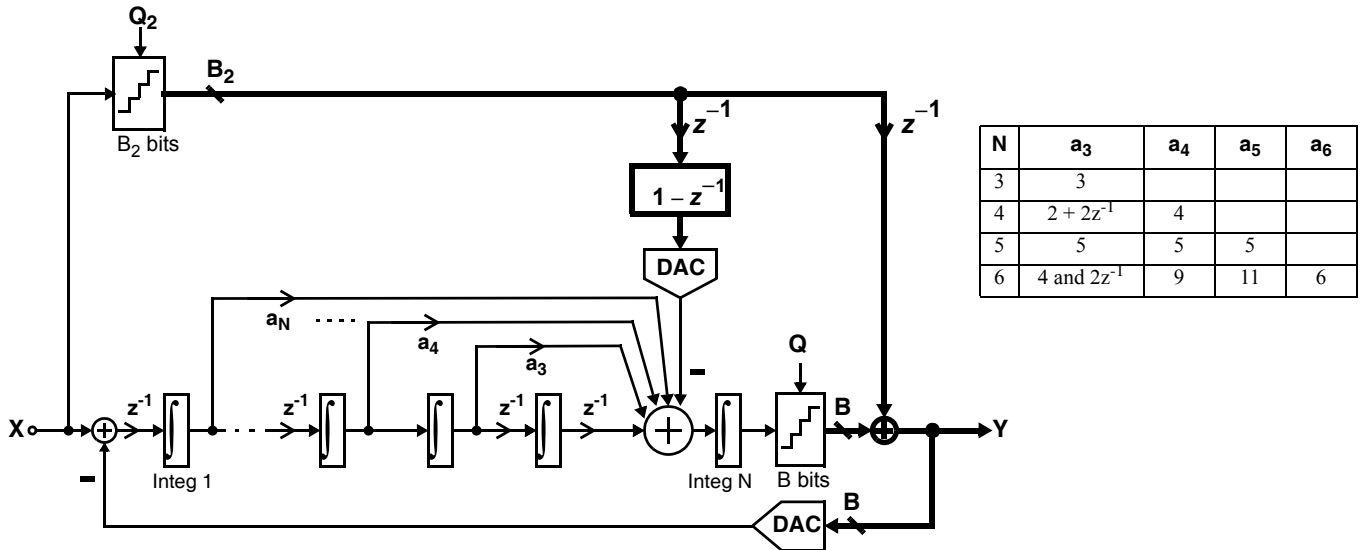 Q2
B2
B2 bits
z⁻¹
z⁻¹
1 – z⁻¹
DAC
aN
a4
a3
Q
X
z⁻¹
z⁻¹
z⁻¹
z⁻¹
B
Y
Integ 1
Integ N
B bits
DAC
B
N a3 a4 a5 a6
3 3
4 2 + 2z⁻¹ 4
5 5 5 5
6 4 and 2z⁻¹ 9 11 6